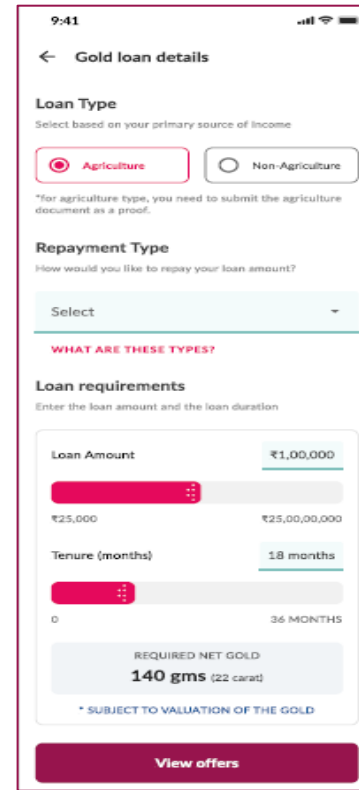 9:41
Gold loan details
Loan Type
Select based on your primary source of income
Agriculture
Non-Agriculture
*for agriculture type, you need to submit the agriculture
document as a proof.
Repayment Type
How would you like to repay your loan amount?
Select
WHAT ARE THESE TYPES?
Loan requirements
Enter the loan amount and the loan duration
Loan Amount
₹1,00,000
₹25,000
₹25,00,00,000
Tenure (months)
18 months
0
36 MONTHS
REQUIRED NET GOLD
140 gms (22 carat)
* SUBJECT TO VALUATION OF THE GOLD
View offers